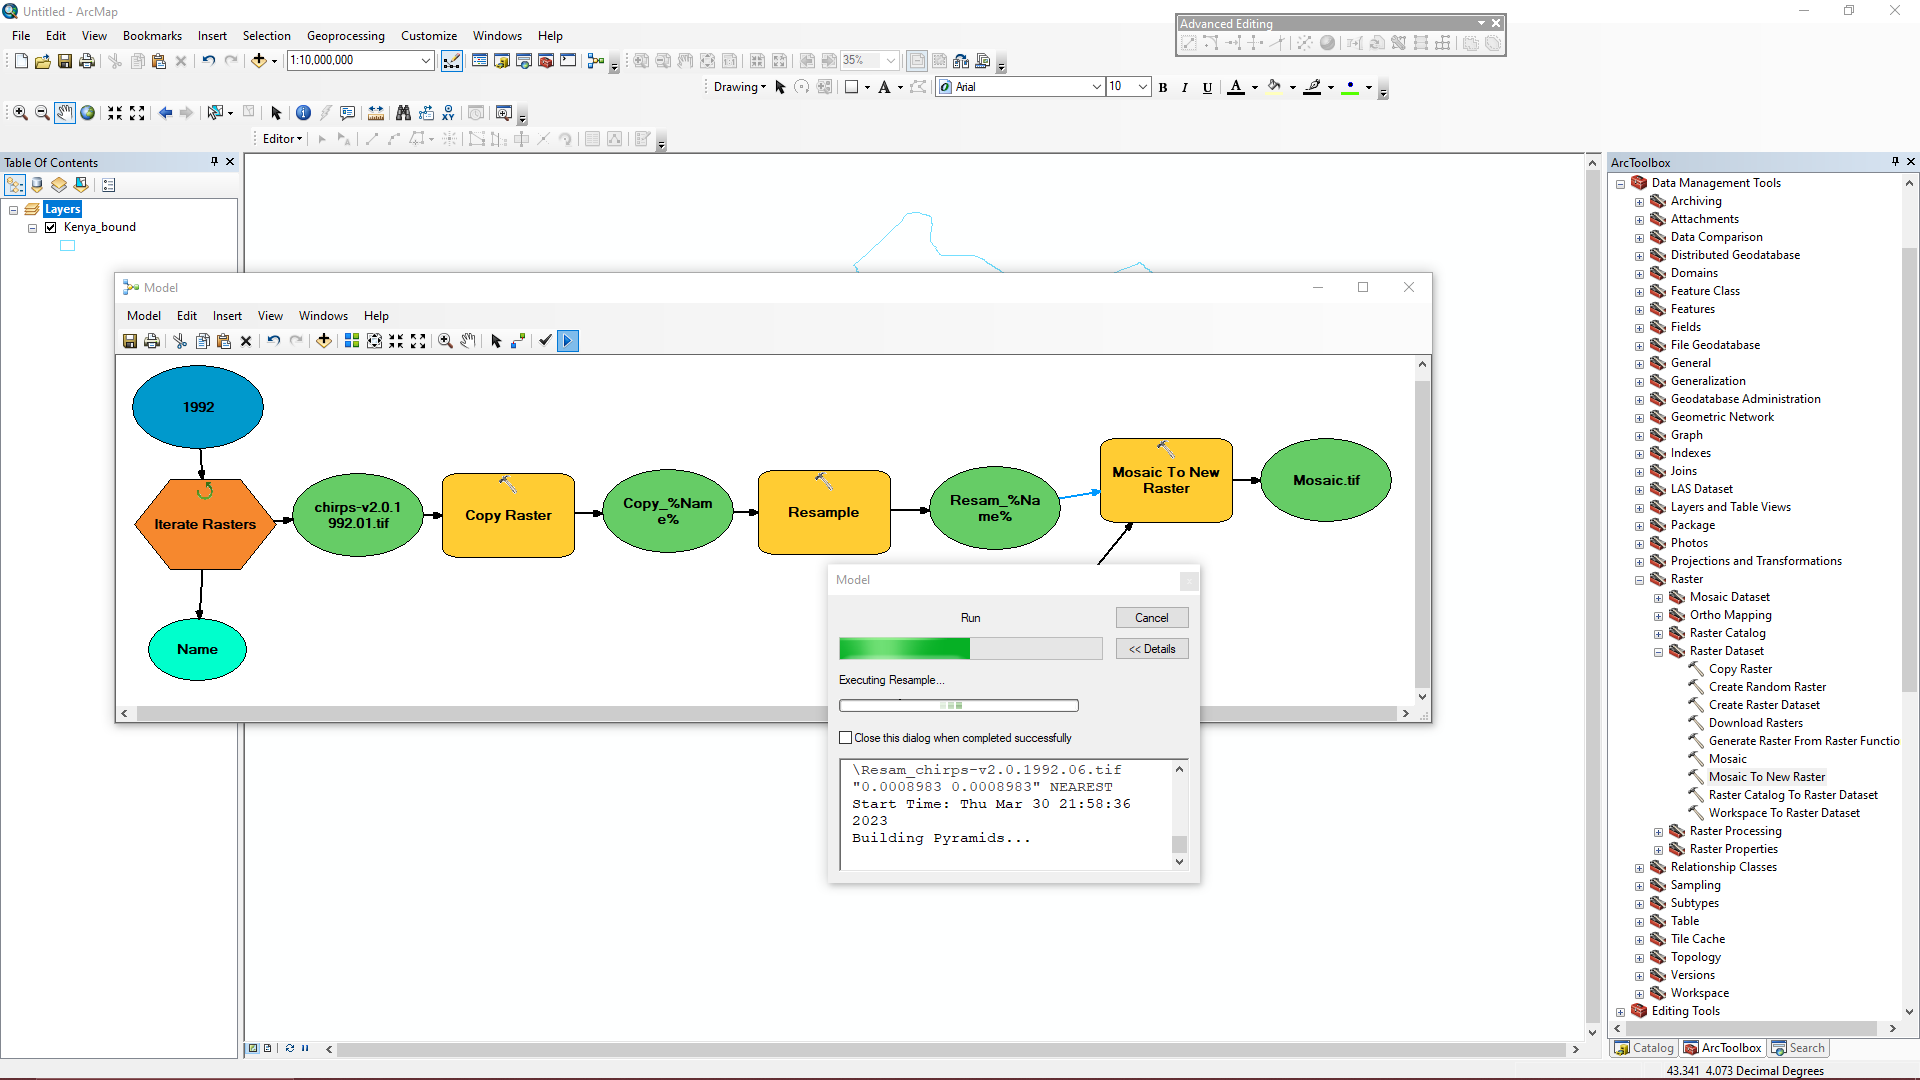 Untitled - ArcMap
Advanced Editing
File Edit View Bookmarks Insert Selection Geoprocessing Customize Windows Help
1:10,000,000
35%
Drawing
Arial
10
B I U A
Editor
Table Of Contents
Layers
Kenya_bound
Model
Model Edit Insert View Windows Help
1992
Iterate Rasters
Name
chirps-v2.0.1
992.01.tif
Copy Raster
Copy_%Nam
e%
Resample
Resam_%Na
me%
Mosaic To New
Raster
Mosaic.tif
Model
Run
Cancel
<< Details
Executing Resample...
Close this dialog when completed successfully
\Resam_chirps-v2.0.1992.06.tif
"0.0008983 0.0008983" NEAREST
Start Time: Thu Mar 30 21:58:36
2023
Building Pyramids...
ArcToolbox
Data Management Tools
Archiving
Attachments
Data Comparison
Distributed Geodatabase
Domains
Feature Class
Features
Fields
File Geodatabase
General
Generalization
Geodatabase Administration
Geometric Network
Graph
Indexes
Joins
LAS Dataset
Layers and Table Views
Package
Photos
Projections and Transformations
Raster
Mosaic Dataset
Ortho Mapping
Raster Catalog
Raster Dataset
Copy Raster
Create Random Raster
Create Raster Dataset
Download Rasters
Generate Raster From Raster Functio
Mosaic
Mosaic To New Raster
Raster Catalog To Raster Dataset
Workspace To Raster Dataset
Raster Processing
Raster Properties
Relationship Classes
Sampling
Subtypes
Table
Tile Cache
Topology
Versions
Workspace
Editing Tools
Catalog ArcToolbox Search
43.341 4.073 Decimal Degrees